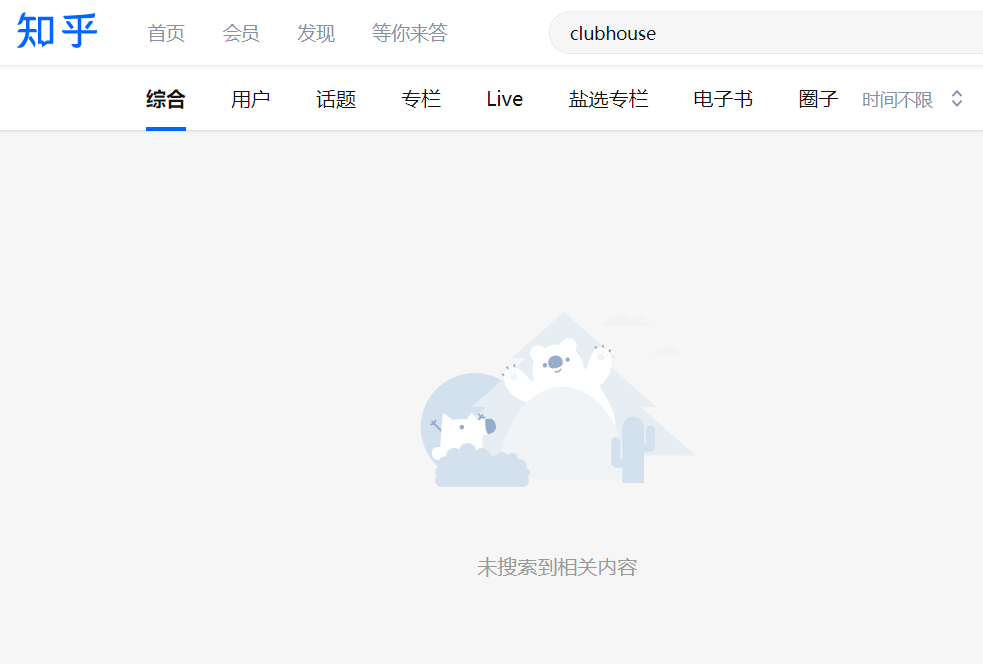 知乎 首页 会员 发现 等你来答 clubhouse
综合 用户 话题 专栏 Live 盐选专栏 电子书 圈子 时间不限
未搜索到相关内容